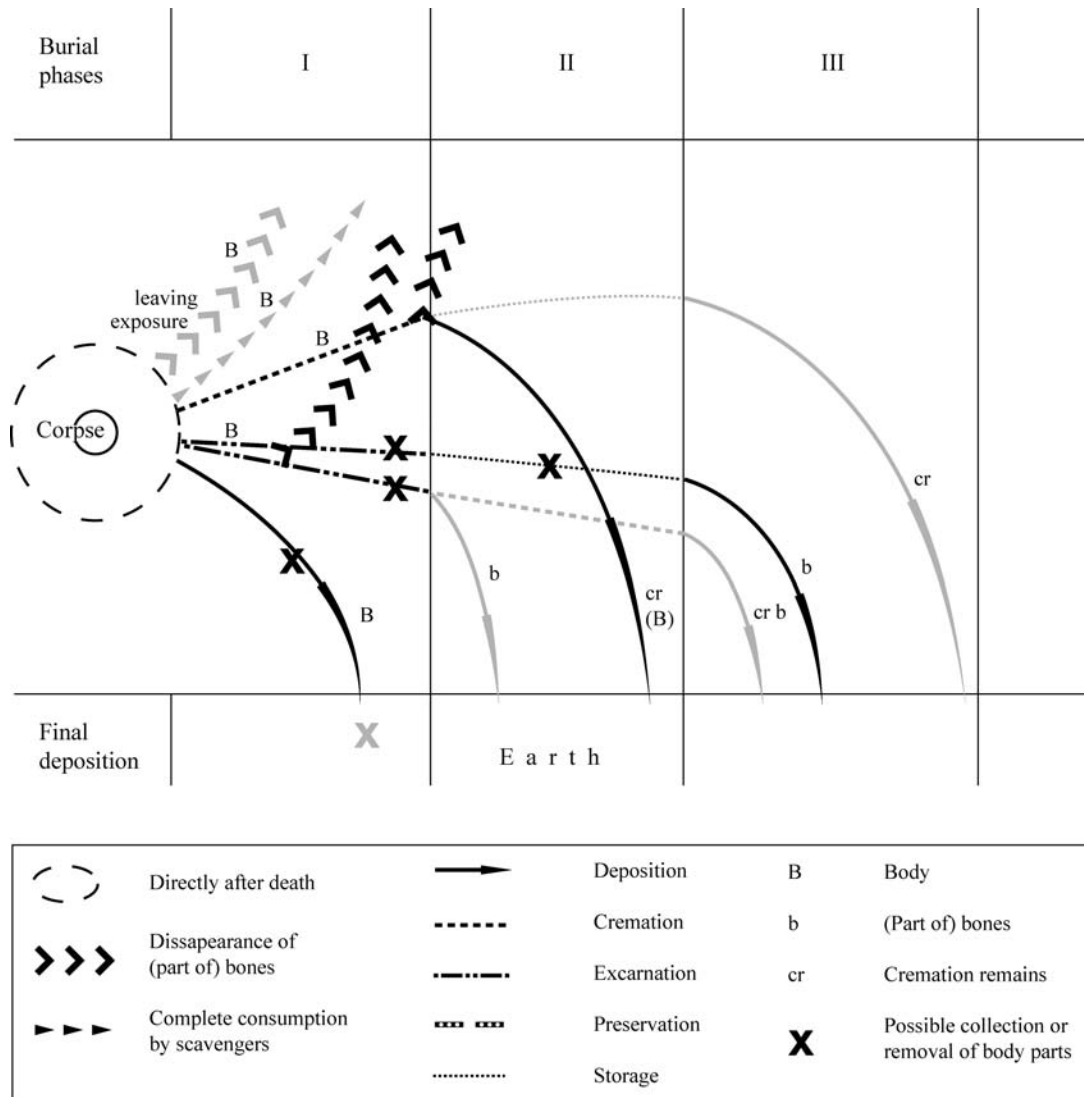 Burial
phases
I
II
III
B
leaving
exposure
B
B
Corpse
B
X
X
X
X
B
b
cr
(B)
cr b
b
cr
Final
deposition
X
Earth
Directly after death
Dissapearance of
(part of) bones
Complete consumption
by scavengers
Deposition
Cremation
Excarnation
Preservation
Storage
B
Body
b
(Part of) bones
cr
Cremation remains
X
Possible collection or
removal of body parts